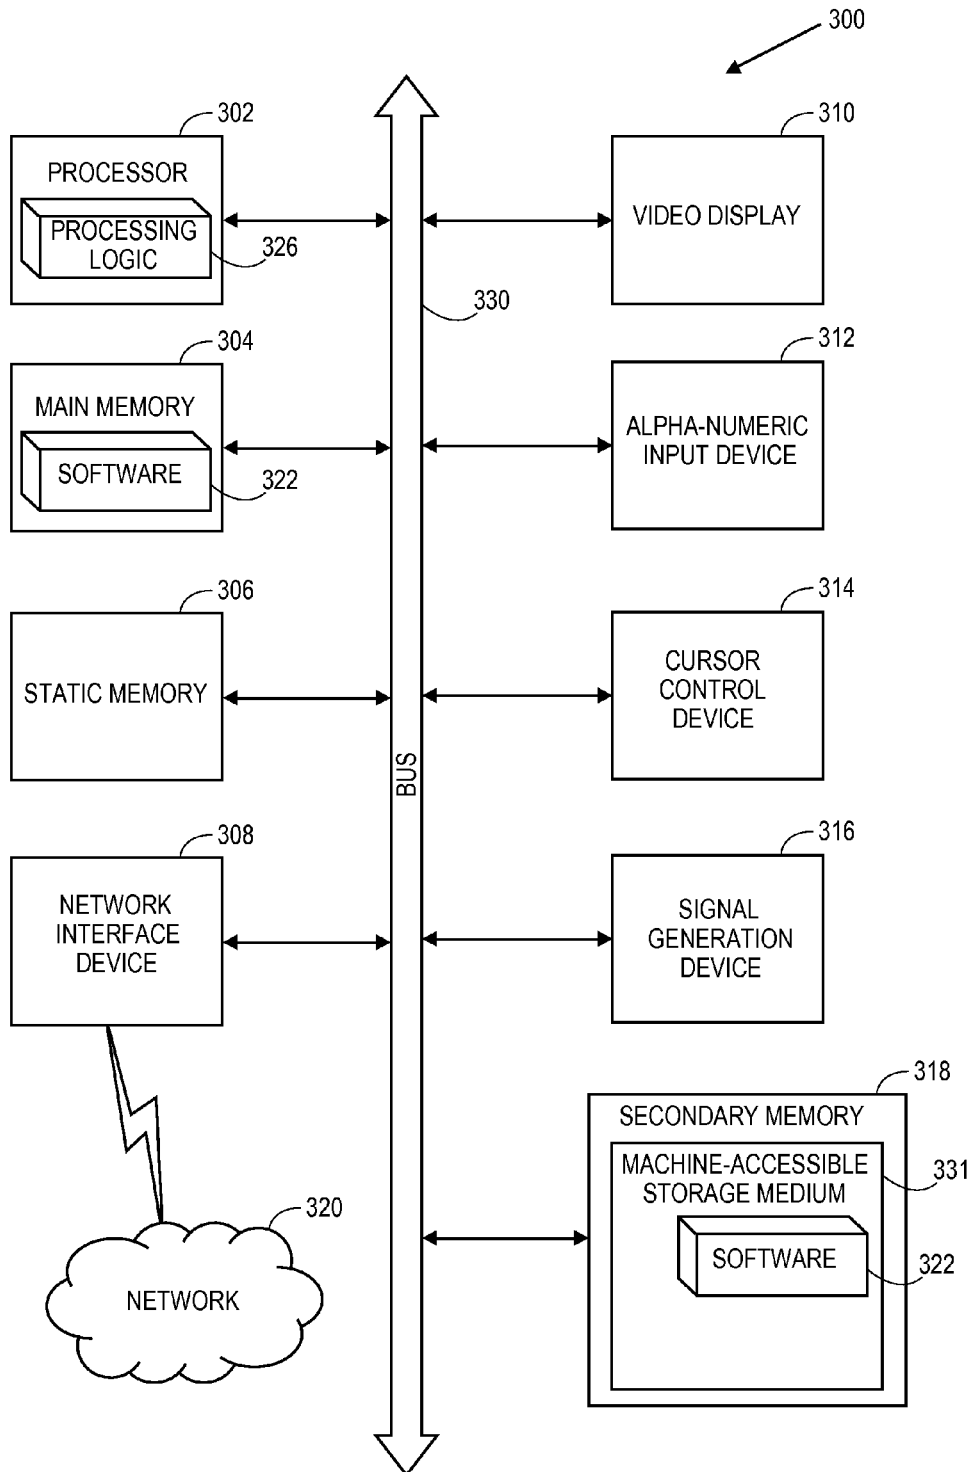 300
302
PROCESSOR
PROCESSING
LOGIC
326
304
MAIN MEMORY
SOFTWARE
322
306
STATIC MEMORY
308
NETWORK
INTERFACE
DEVICE
320
NETWORK
330
BUS
310
VIDEO DISPLAY
312
ALPHA-NUMERIC
INPUT DEVICE
314
CURSOR
CONTROL
DEVICE
316
SIGNAL
GENERATION
DEVICE
318
SECONDARY MEMORY
MACHINE-ACCESSIBLE
STORAGE MEDIUM
331
SOFTWARE
322